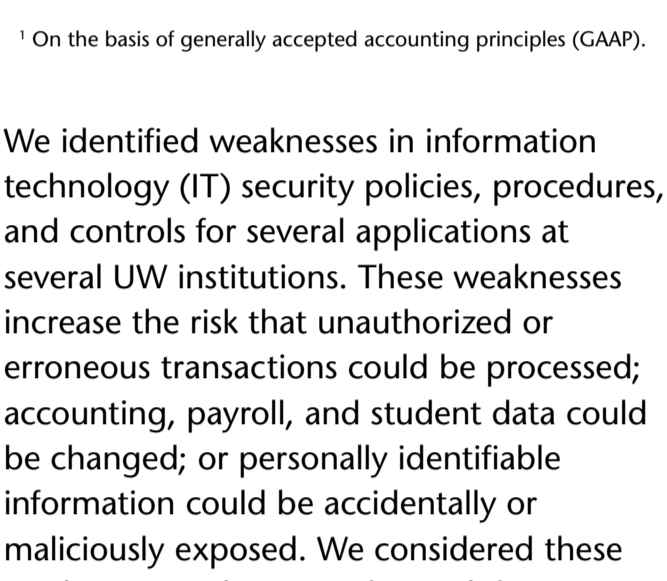 ¹ On the basis of generally accepted accounting principles (GAAP).
We identified weaknesses in information
technology (IT) security policies, procedures,
and controls for several applications at
several UW institutions. These weaknesses
increase the risk that unauthorized or
erroneous transactions could be processed;
accounting, payroll, and student data could
be changed; or personally identifiable
information could be accidentally or
maliciously exposed. We considered these